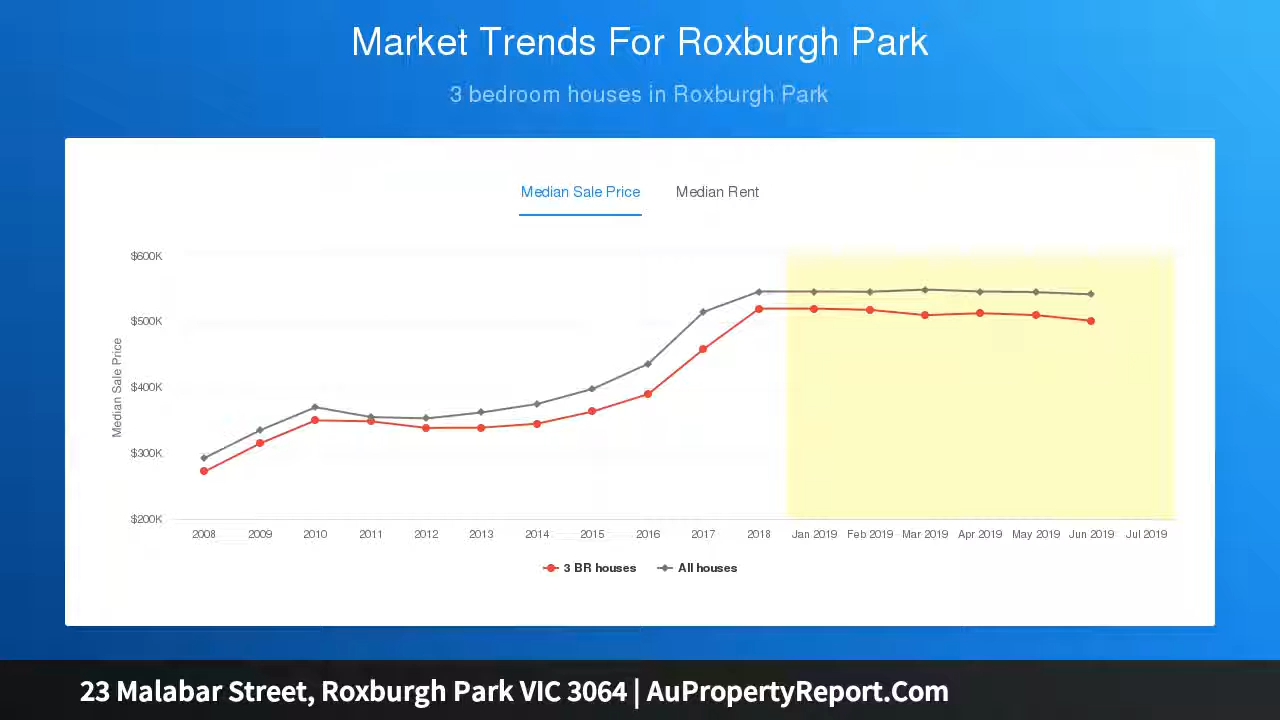 Market Trends For Roxburgh Park
3 bedroom houses in Roxburgh Park
Median Sale Price Median Rent
$600K
$500K
$400K
$300K
$200K
Median Sale Price
2008 2009 2010 2011 2012 2013 2014 2015 2016 2017 2018 Jan 2019 Feb 2019 Mar 2019 Apr 2019 May 2019 Jun 2019 Jul 2019
3 BR houses All houses
23 Malabar Street, Roxburgh Park VIC 3064 | AuPropertyReport.Com